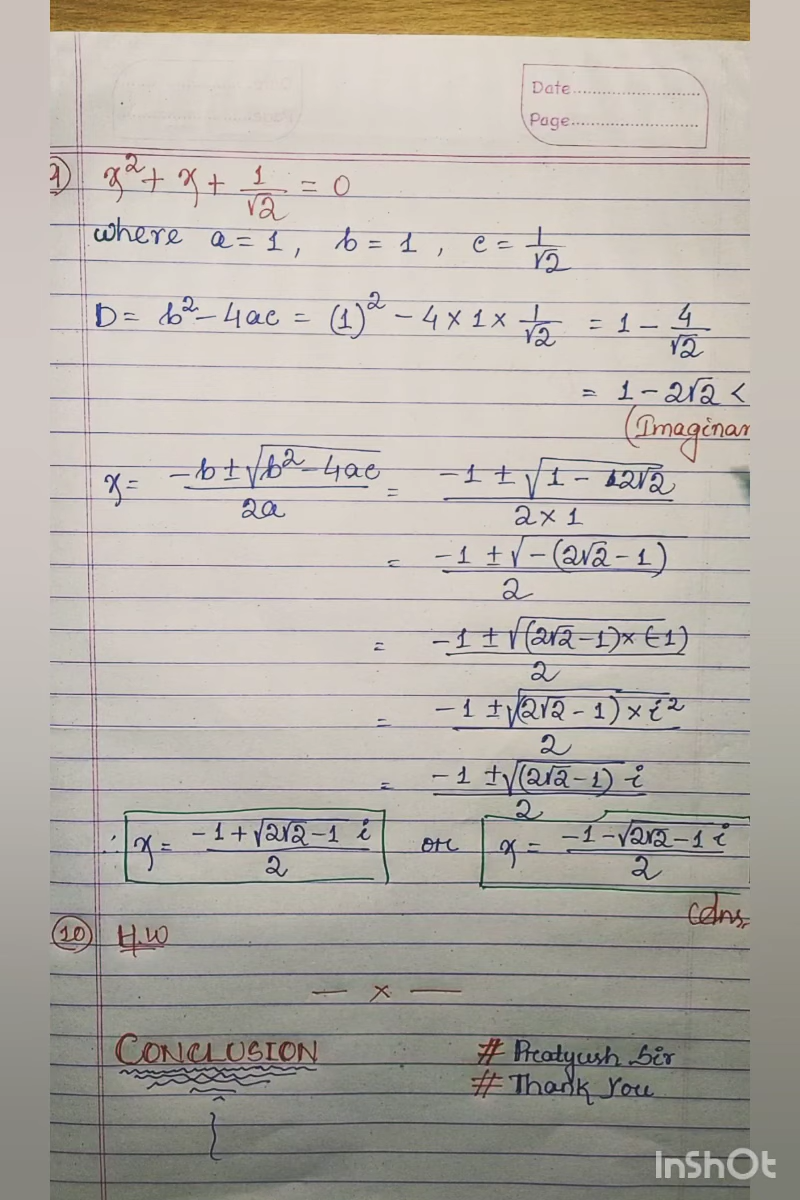 Date..........................
Page..........................
9) x² + x + 1/√2 = 0
where a = 1, b = 1, c = 1/√2
D = b² - 4ac = (1)² - 4 × 1 × 1/√2 = 1 - 4/√2
= 1 - 2√2 <
(Imaginar
x = (-b ± √(b² - 4ac))/2a = (-1 ± √(1 - 2√2))/(2 × 1)
= (-1 ± √(-(2√2 - 1)))/2
= (-1 ± √((2√2 - 1) × (-1)))/2
= (-1 ± √((2√2 - 1) × i²))/2
= (-1 ± √(2√2 - 1) i)/2
∴ x = (-1 + √(2√2 - 1) i)/2 or x = (-1 - √(2√2 - 1) i)/2
Ans.
10 H.W
— x —
CONCLUSION # Pratyush Sir
# Thank You
InShOt